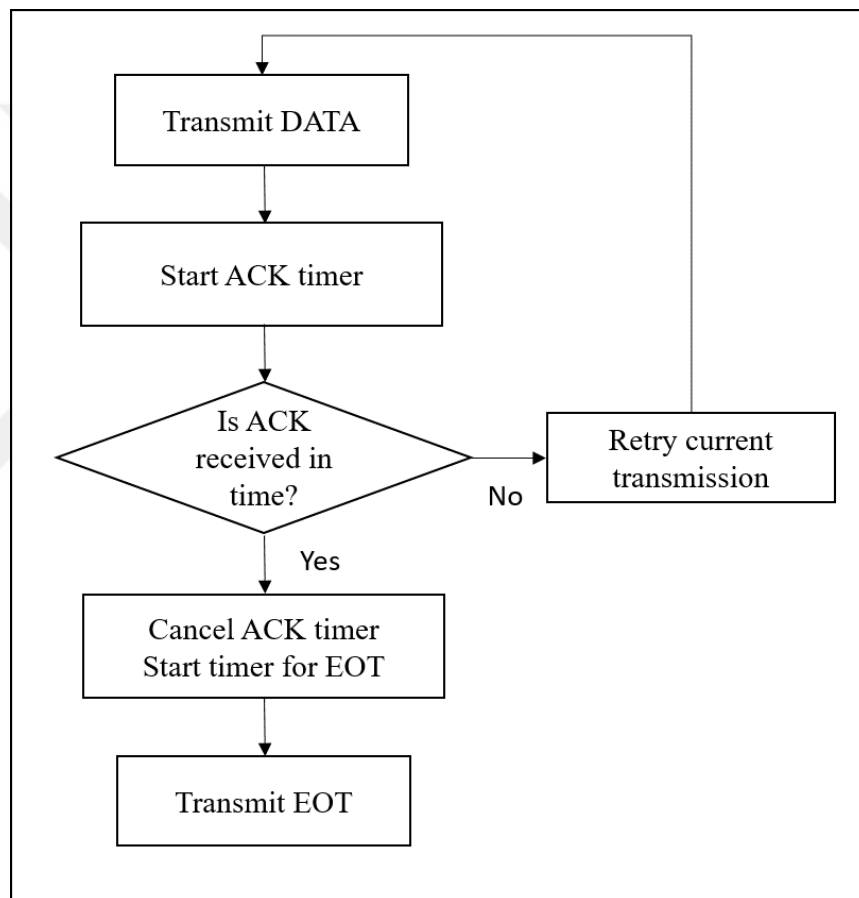 Transmit DATA
Start ACK timer
Is ACK
received in
time?
No
Retry current
transmission
Yes
Cancel ACK timer
Start timer for EOT
Transmit EOT